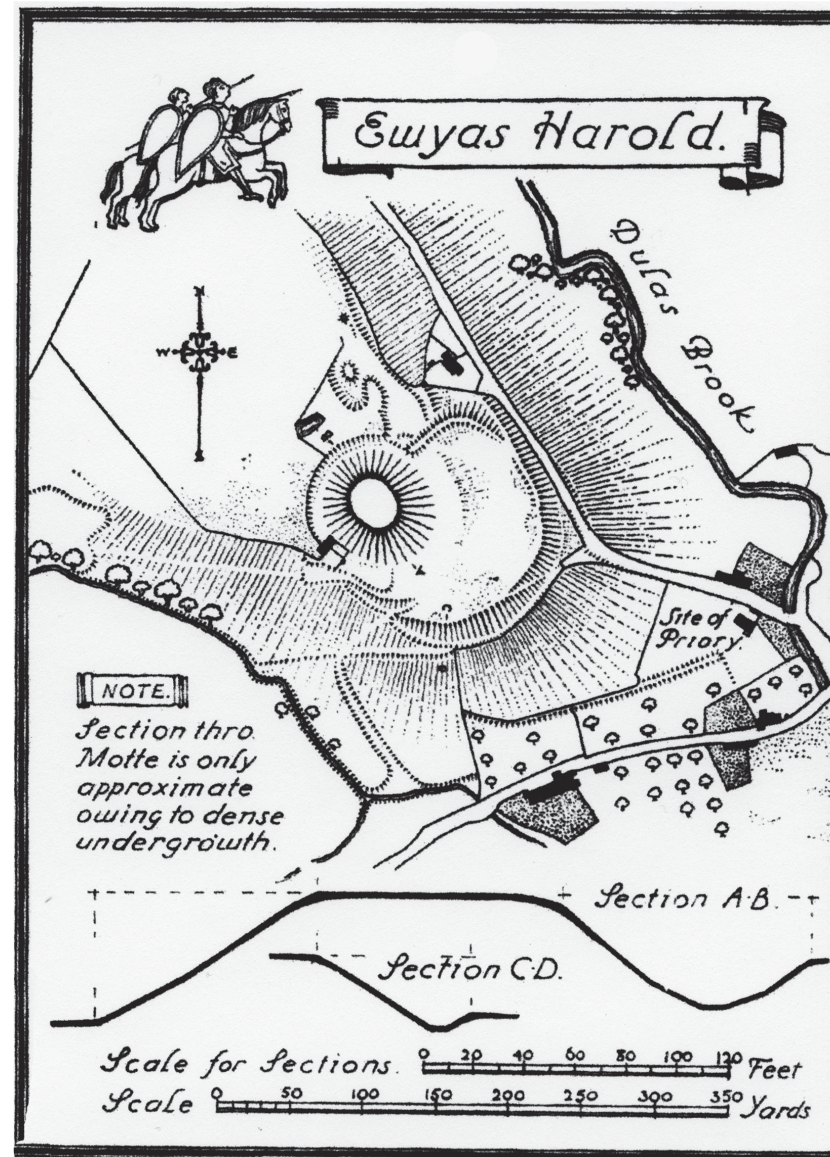 Ewyas Harold.
Dulas Brook
N
W E
S
Site of
Priory
NOTE.
Section thro.
Motte is only
approximate
owing to dense
undergrowth.
Section A-B.
Section C-D.
Scale for Sections. 0 20 40 60 80 100 120 Feet
Scale 0 50 100 150 200 250 300 350 Yards